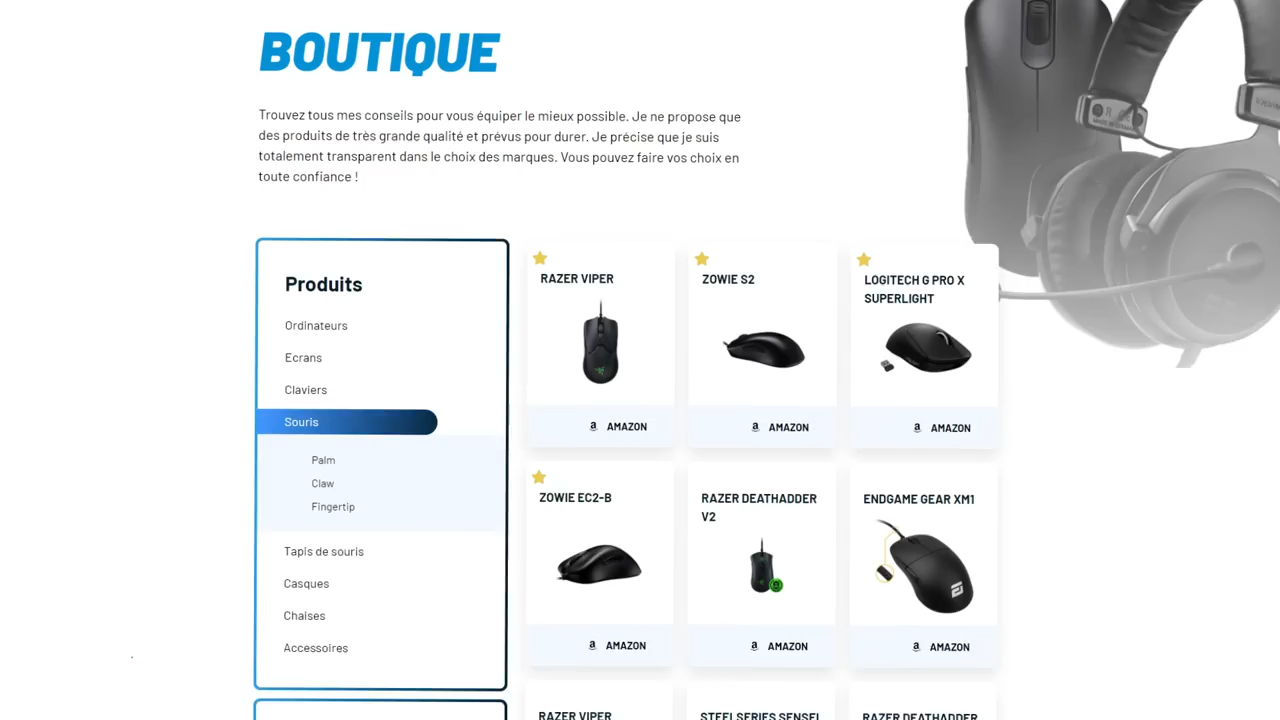 BOUTIQUE
Trouvez tous mes conseils pour vous équiper le mieux possible. Je ne propose que
des produits de très grande qualité et prévus pour durer. Je précise que je suis
totalement transparent dans le choix des marques. Vous pouvez faire vos choix en
toute confiance !
Produits
Ordinateurs
Ecrans
Claviers
Souris
Palm
Claw
Fingertip
Tapis de souris
Casques
Chaises
Accessoires
RAZER VIPER
a AMAZON
ZOWIE S2
a AMAZON
LOGITECH G PRO X
SUPERLIGHT
a AMAZON
ZOWIE EC2-B
a AMAZON
RAZER DEATHADDER
V2
a AMAZON
ENDGAME GEAR XM1
a AMAZON
RAZER VIPER
STEELSERIES SENSEI
RAZER DEATHADDER